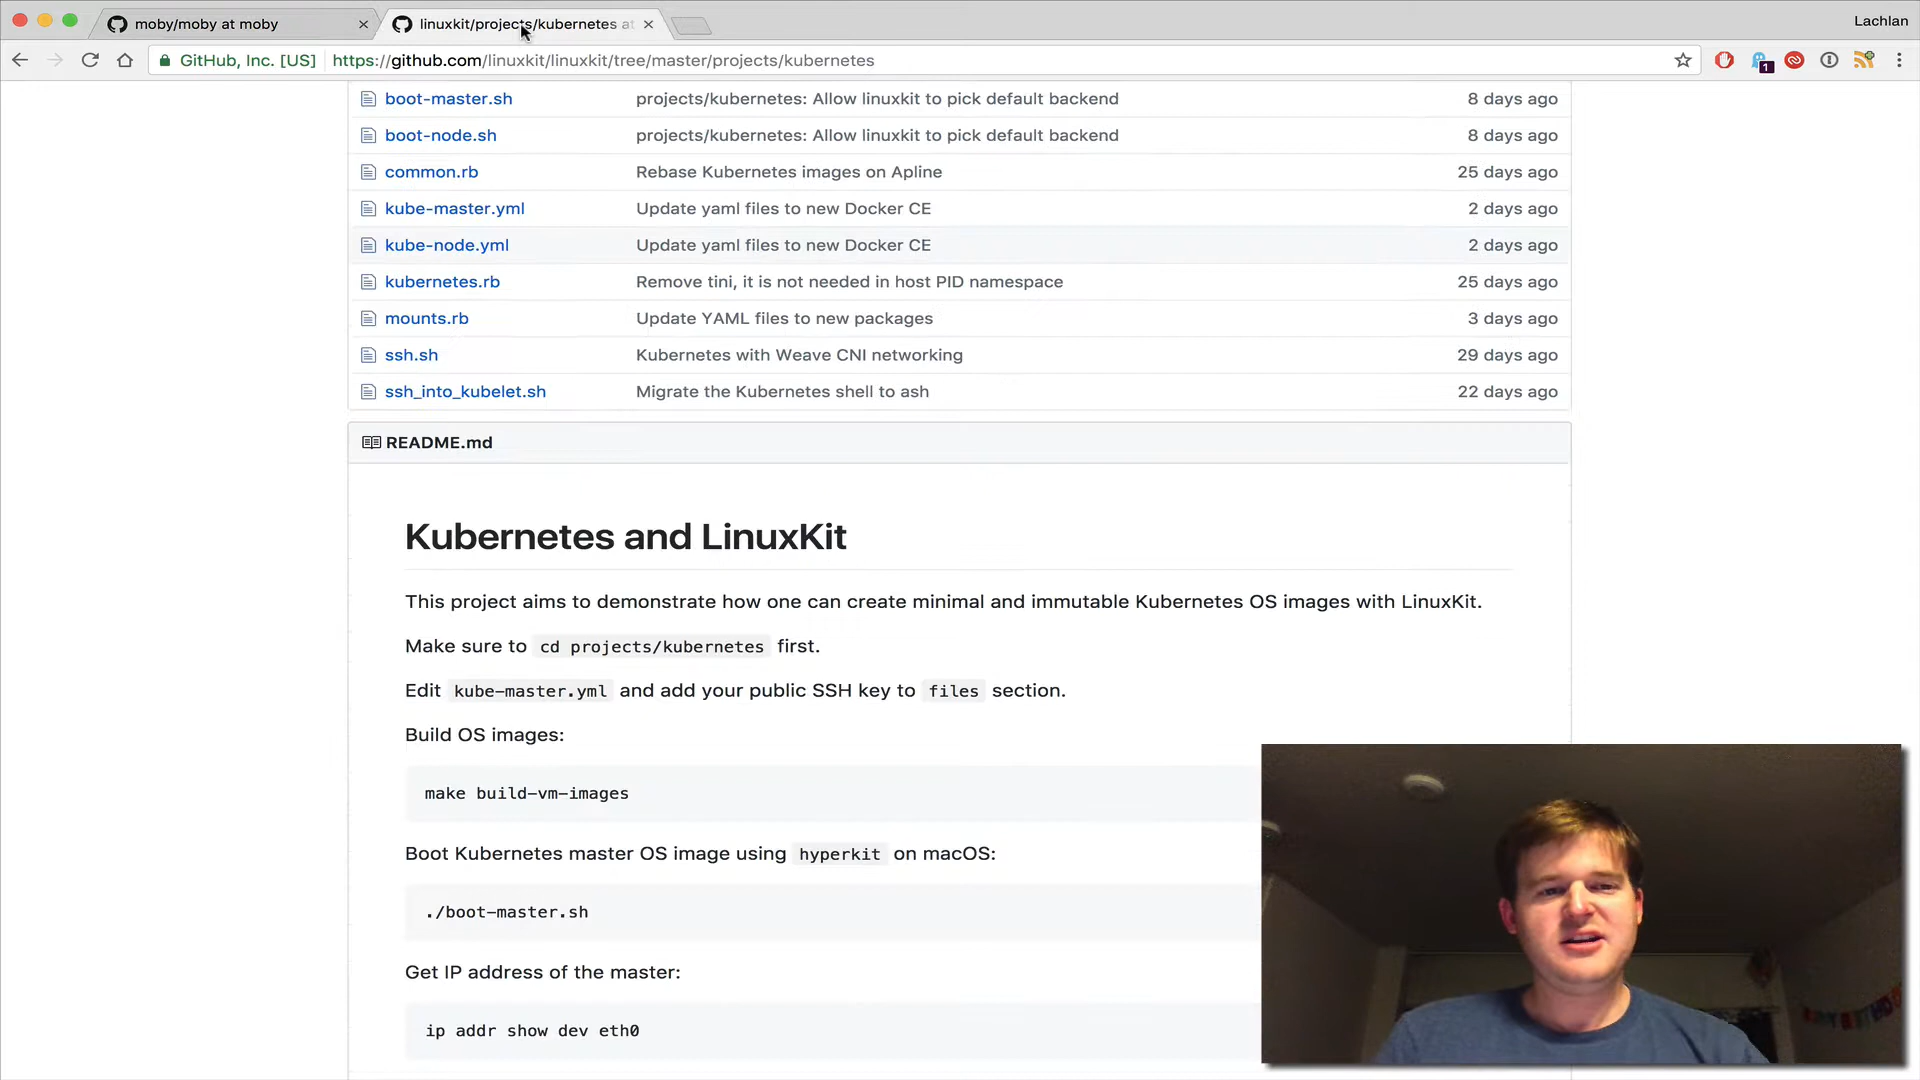 moby/moby at moby
linuxkit/projects/kubernetes at
Lachlan
GitHub, Inc. [US] https://github.com/linuxkit/linuxkit/tree/master/projects/kubernetes
1
boot-master.sh projects/kubernetes: Allow linuxkit to pick default backend 8 days ago
boot-node.sh projects/kubernetes: Allow linuxkit to pick default backend 8 days ago
common.rb Rebase Kubernetes images on Apline 25 days ago
kube-master.yml Update yaml files to new Docker CE 2 days ago
kube-node.yml Update yaml files to new Docker CE 2 days ago
kubernetes.rb Remove tini, it is not needed in host PID namespace 25 days ago
mounts.rb Update YAML files to new packages 3 days ago
ssh.sh Kubernetes with Weave CNI networking 29 days ago
ssh_into_kubelet.sh Migrate the Kubernetes shell to ash 22 days ago
README.md
Kubernetes and LinuxKit
This project aims to demonstrate how one can create minimal and immutable Kubernetes OS images with LinuxKit.
Make sure to cd projects/kubernetes first.
Edit kube-master.yml and add your public SSH key to files section.
Build OS images:
make build-vm-images
Boot Kubernetes master OS image using hyperkit on macOS:
./boot-master.sh
Get IP address of the master:
ip addr show dev eth0